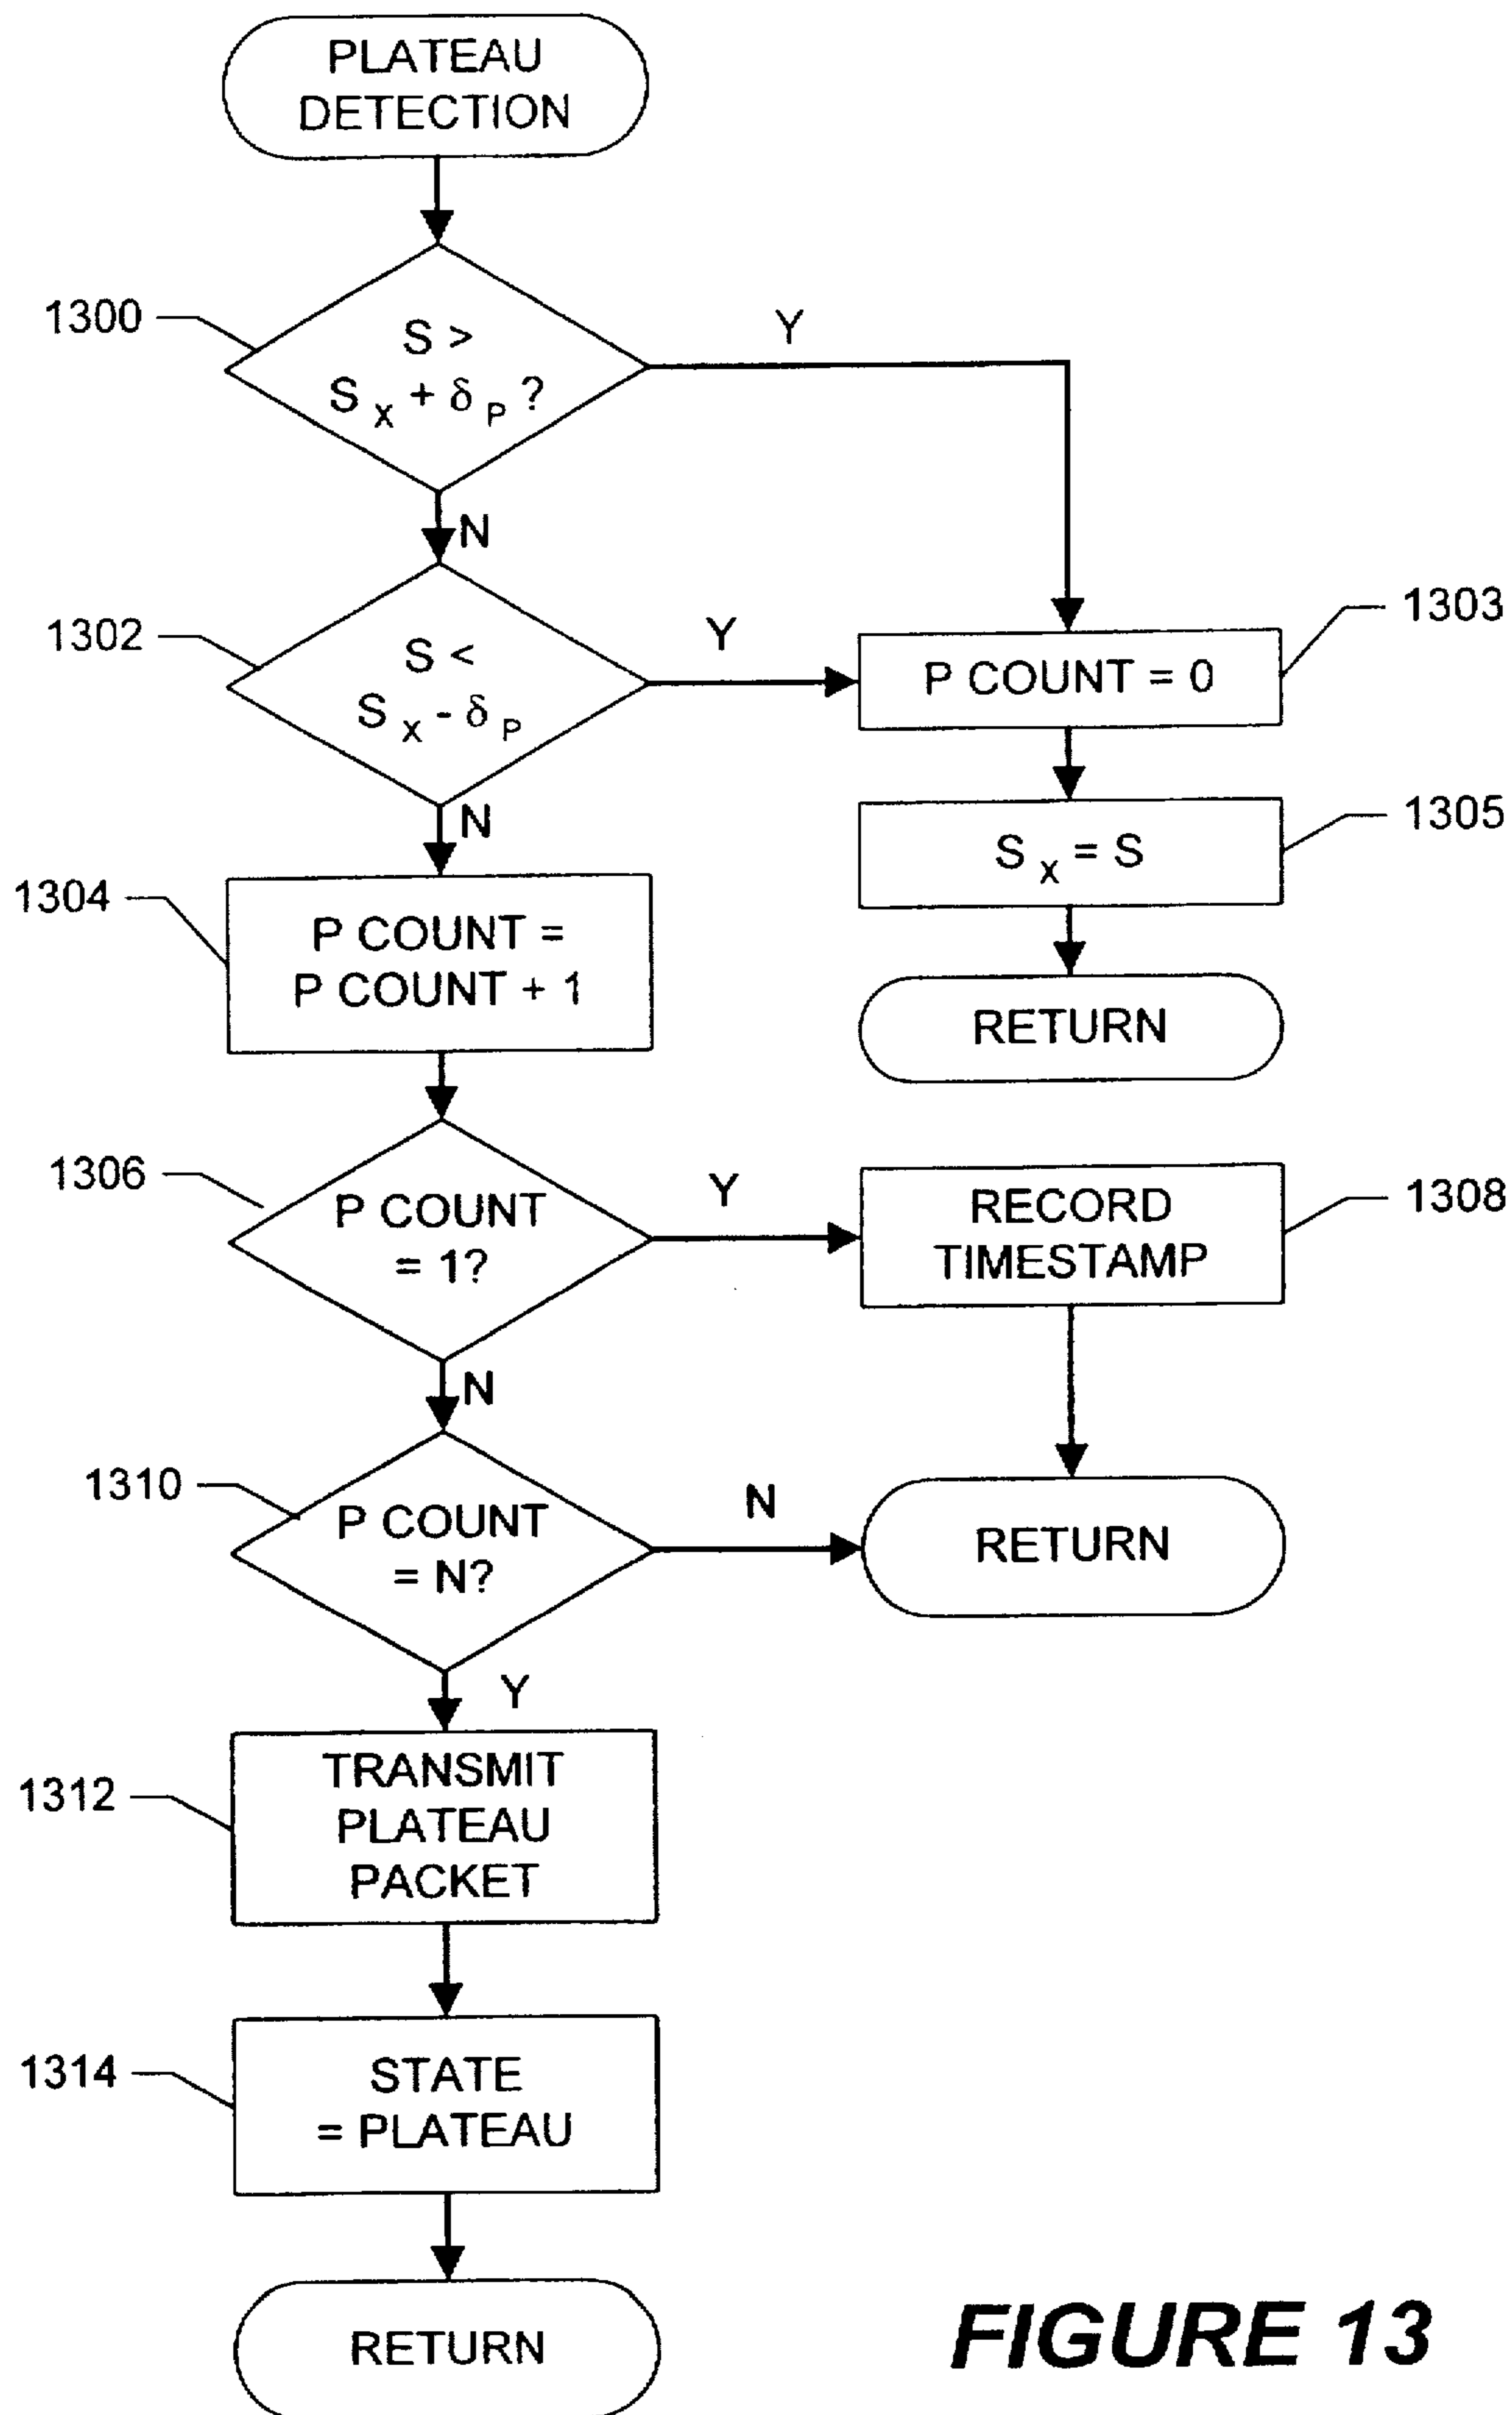 PLATEAU
DETECTION
1300
S >
S X + δ P ?
Y
N
1302
S <
S X - δ P
Y
1303
P COUNT = 0
N
1305
S X = S
1304
P COUNT =
P COUNT + 1
RETURN
1306
P COUNT
= 1?
Y
1308
RECORD
TIMESTAMP
N
1310
P COUNT
= N?
N
RETURN
Y
1312
TRANSMIT
PLATEAU
PACKET
1314
STATE
= PLATEAU
RETURN
FIGURE 13